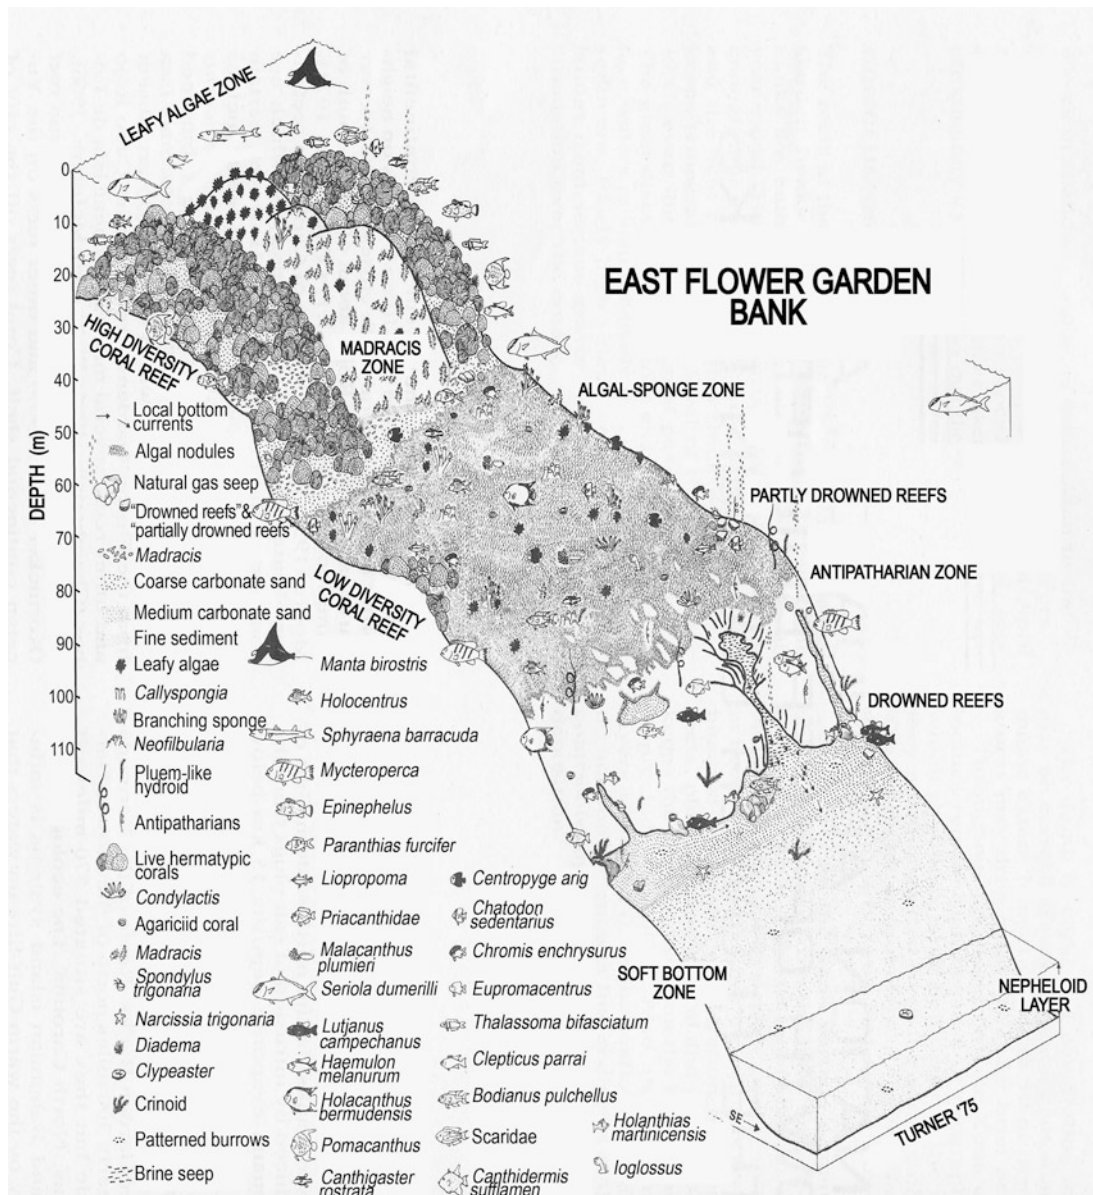 LEAFY ALGAE ZONE
0
10
20
30
40
50
60
70
80
90
100
110
DEPTH (m)
EAST FLOWER GARDEN
BANK
HIGH DIVERSITY
CORAL REEF
MADRACIS
ZONE
ALGAL-SPONGE ZONE
PARTLY DROWNED REEFS
ANTIPATHARIAN ZONE
LOW DIVERSITY
CORAL REEF
DROWNED REEFS
SOFT BOTTOM
ZONE
NEPHELOID
LAYER
SE
TURNER '75
Local bottom
currents
Algal nodules
Natural gas seep
"Drowned reefs" &
"partially drowned reefs
Madracis
Coarse carbonate sand
Medium carbonate sand
Fine sediment
Leafy algae
Callyspongia
Branching sponge
Neofilbularia
Pluem-like
hydroid
Antipatharians
Live hermatypic
corals
Condylactis
Agariciid coral
Madracis
Spondylus
trigonaria
Narcissia trigonaria
Diadema
Clypeaster
Crinoid
Patterned burrows
Brine seep
Manta birostris
Holocentrus
Sphyraena barracuda
Mycteroperca
Epinephelus
Paranthias furcifer
Liopropoma
Priacanthidae
Malacanthus
plumieri
Seriola dumerilli
Lutjanus
campechanus
Haemulon
melanurum
Holacanthus
bermudensis
Pomacanthus
Canthigaster
rostrata
Centropyge arig
Chatodon
sedentarius
Chromis enchrysurus
Eupromacentrus
Thalassoma bifasciatum
Clepticus parrai
Bodianus pulchellus
Scaridae
Canthidermis
sufflamen
Holanthias
martinicensis
Ioglossus